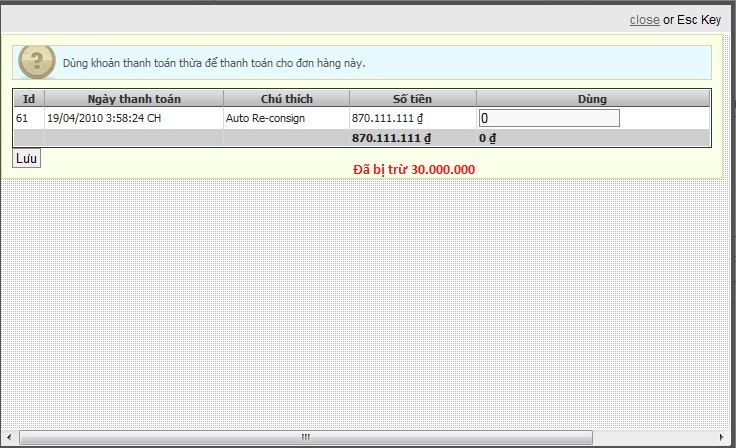 close or Esc Key
Dùng khoản thanh toán thừa để thanh toán cho đơn hàng này.
Id Ngày thanh toán Chú thích Số tiền Dùng
61 19/04/2010 3:58:24 CH Auto Re-consign 870.111.111 ₫ 0
870.111.111 ₫ 0 ₫
Lưu
Đã bị trừ 30.000.000